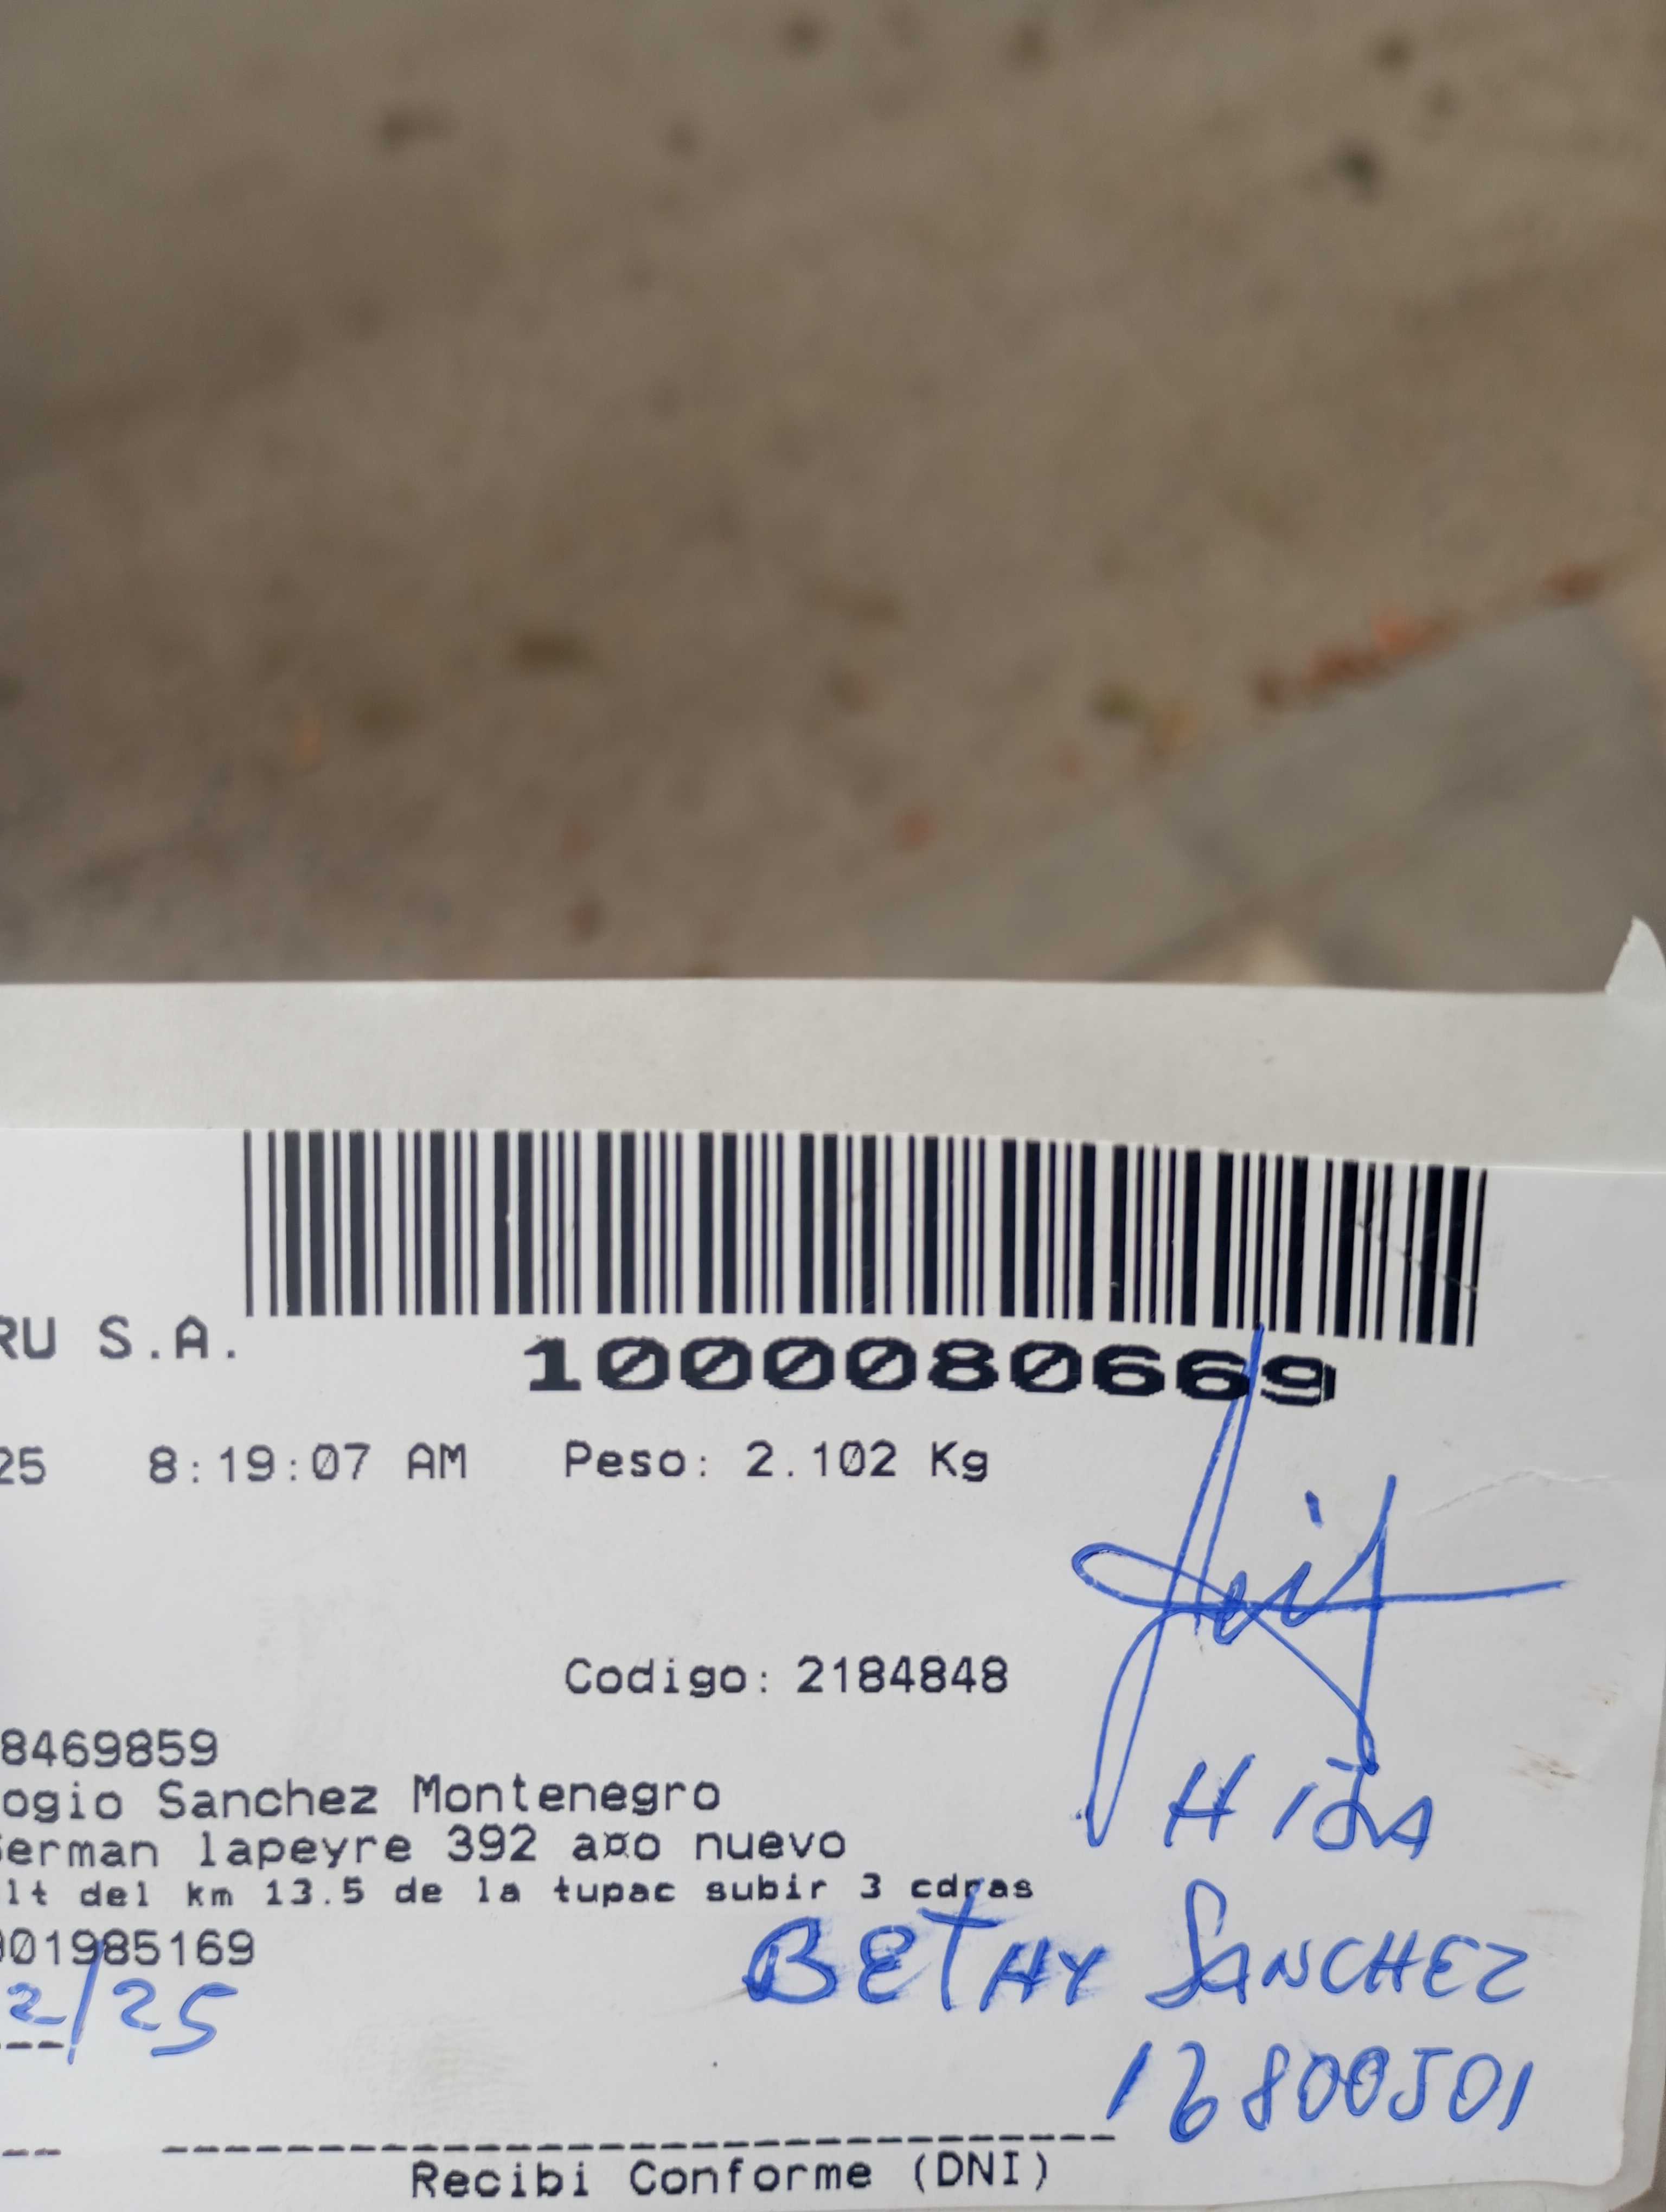 RU S.A.
1000080669
25 8:19:07 AM Peso: 2.102 Kg
Codigo: 2184848
8469859
HIJA
ogio Sanchez Montenegro
German lapeyre 392 a¤o nuevo
lt del km 13.5 de la tupac subir 3 cdras
001985169
BETHY SANCHEZ
2/25
16800501
Recibi Conforme (DNI)